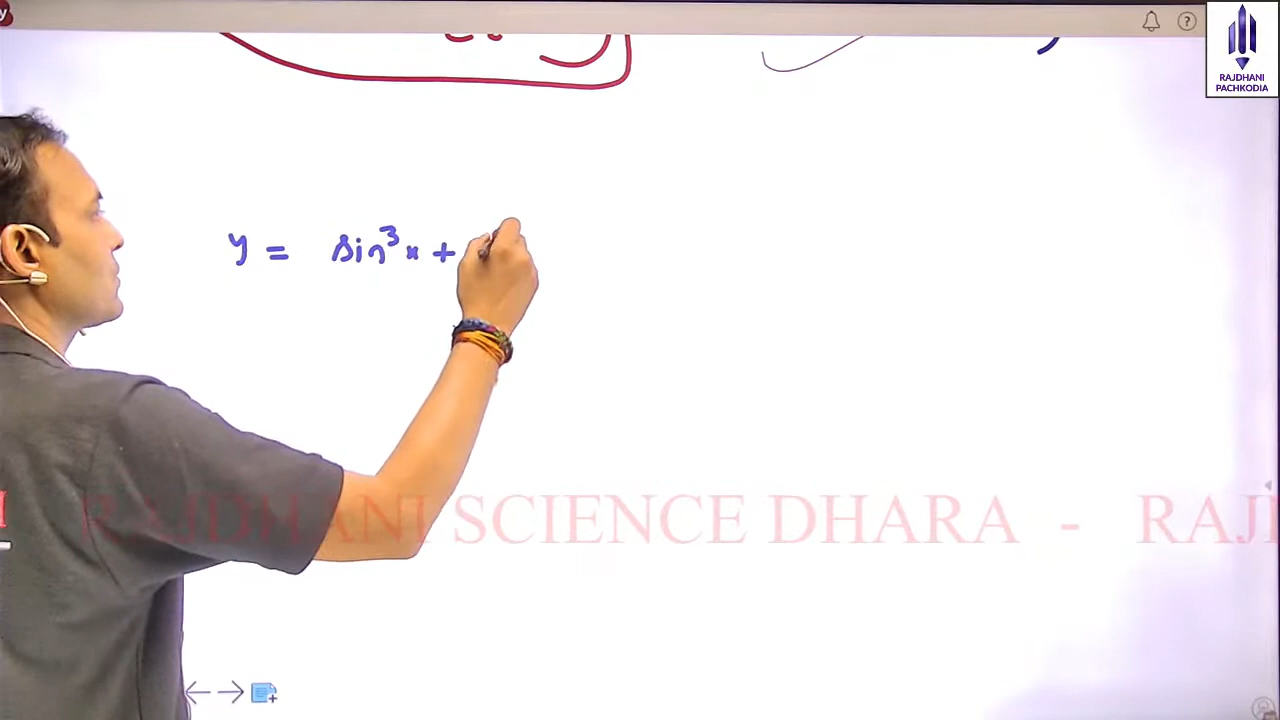 RAJDHANI
PACHKODIA
y = sin³x +
RAJDHANI SCIENCE DHARA - RAJ